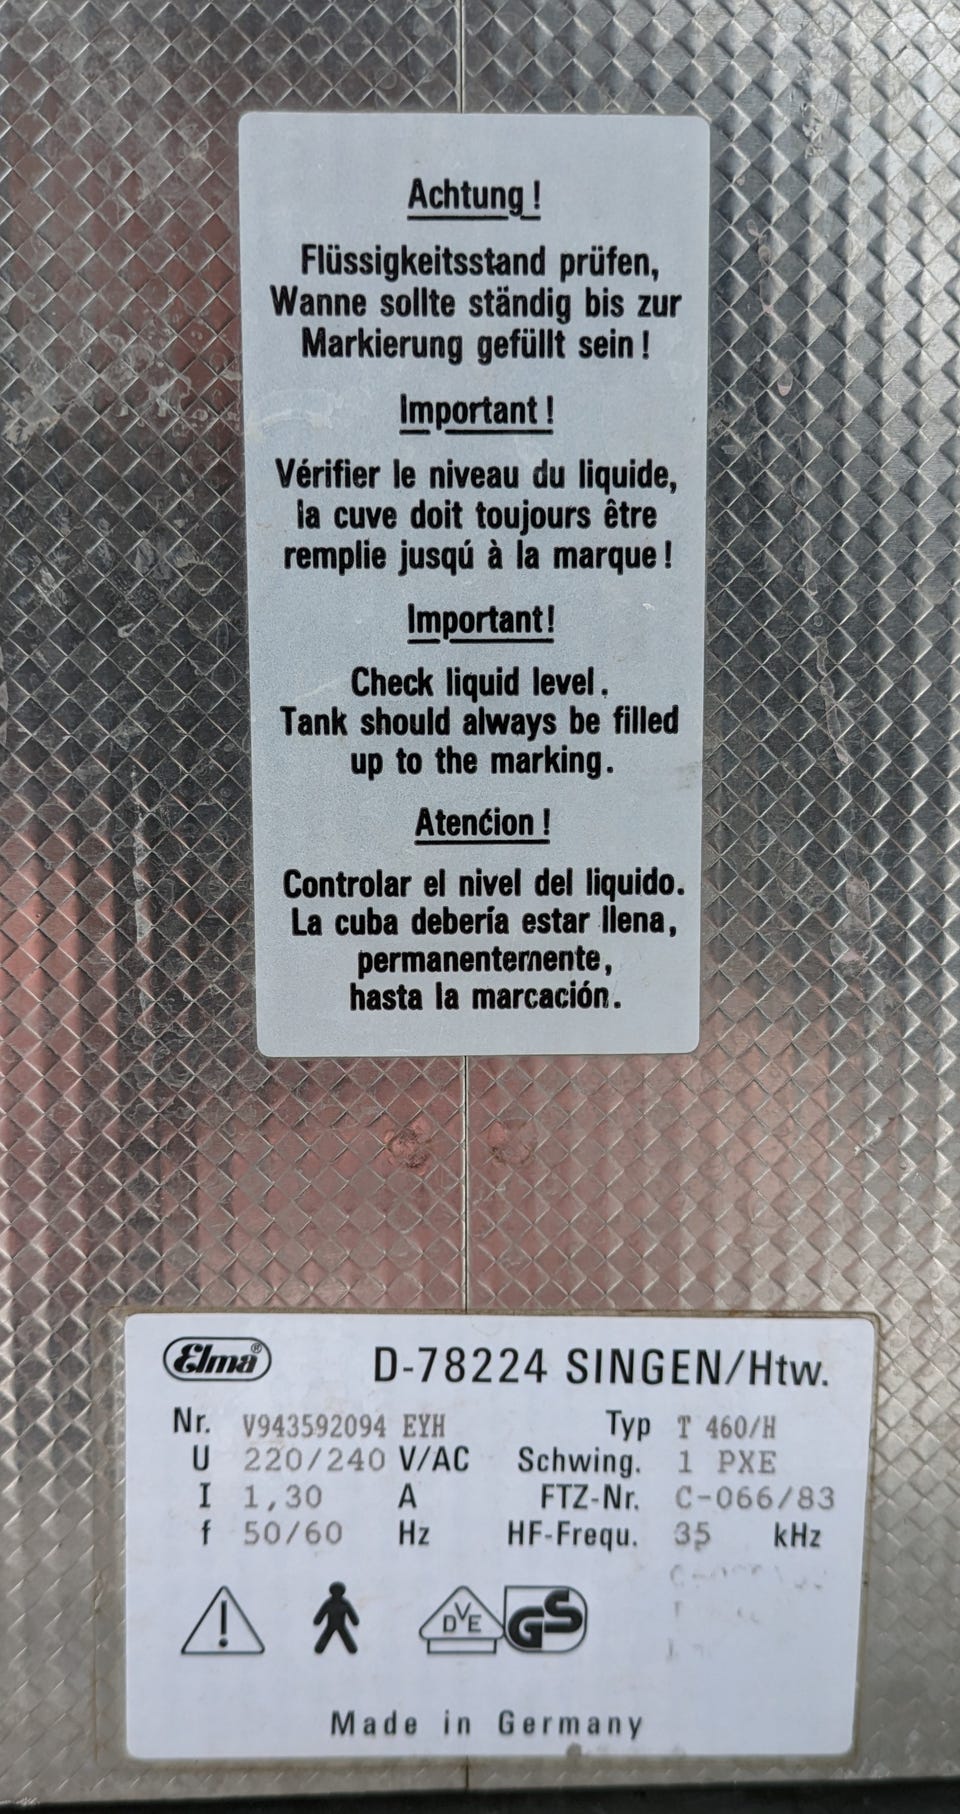 Achtung !
Flüssigkeitsstand prüfen,
Wanne sollte ständig bis zur
Markierung gefüllt sein !
Important !
Vérifier le niveau du liquide,
la cuve doit toujours être
remplie jusqú à la marque !
Important!
Check liquid level.
Tank should always be filled
up to the marking.
Atenćion !
Controlar el nivel del liquido.
La cuba debería estar llena,
permanentemente,
hasta la marcación.
Elma® D-78224 SINGEN/Htw.
Nr. V943592094 EYH Typ T 460/H
U 220/240 V/AC Schwing. 1 PXE
I 1,30 A FTZ-Nr. C-066/83
f 50/60 Hz HF-Frequ. 35 kHz
! DVE GS
Made in Germany